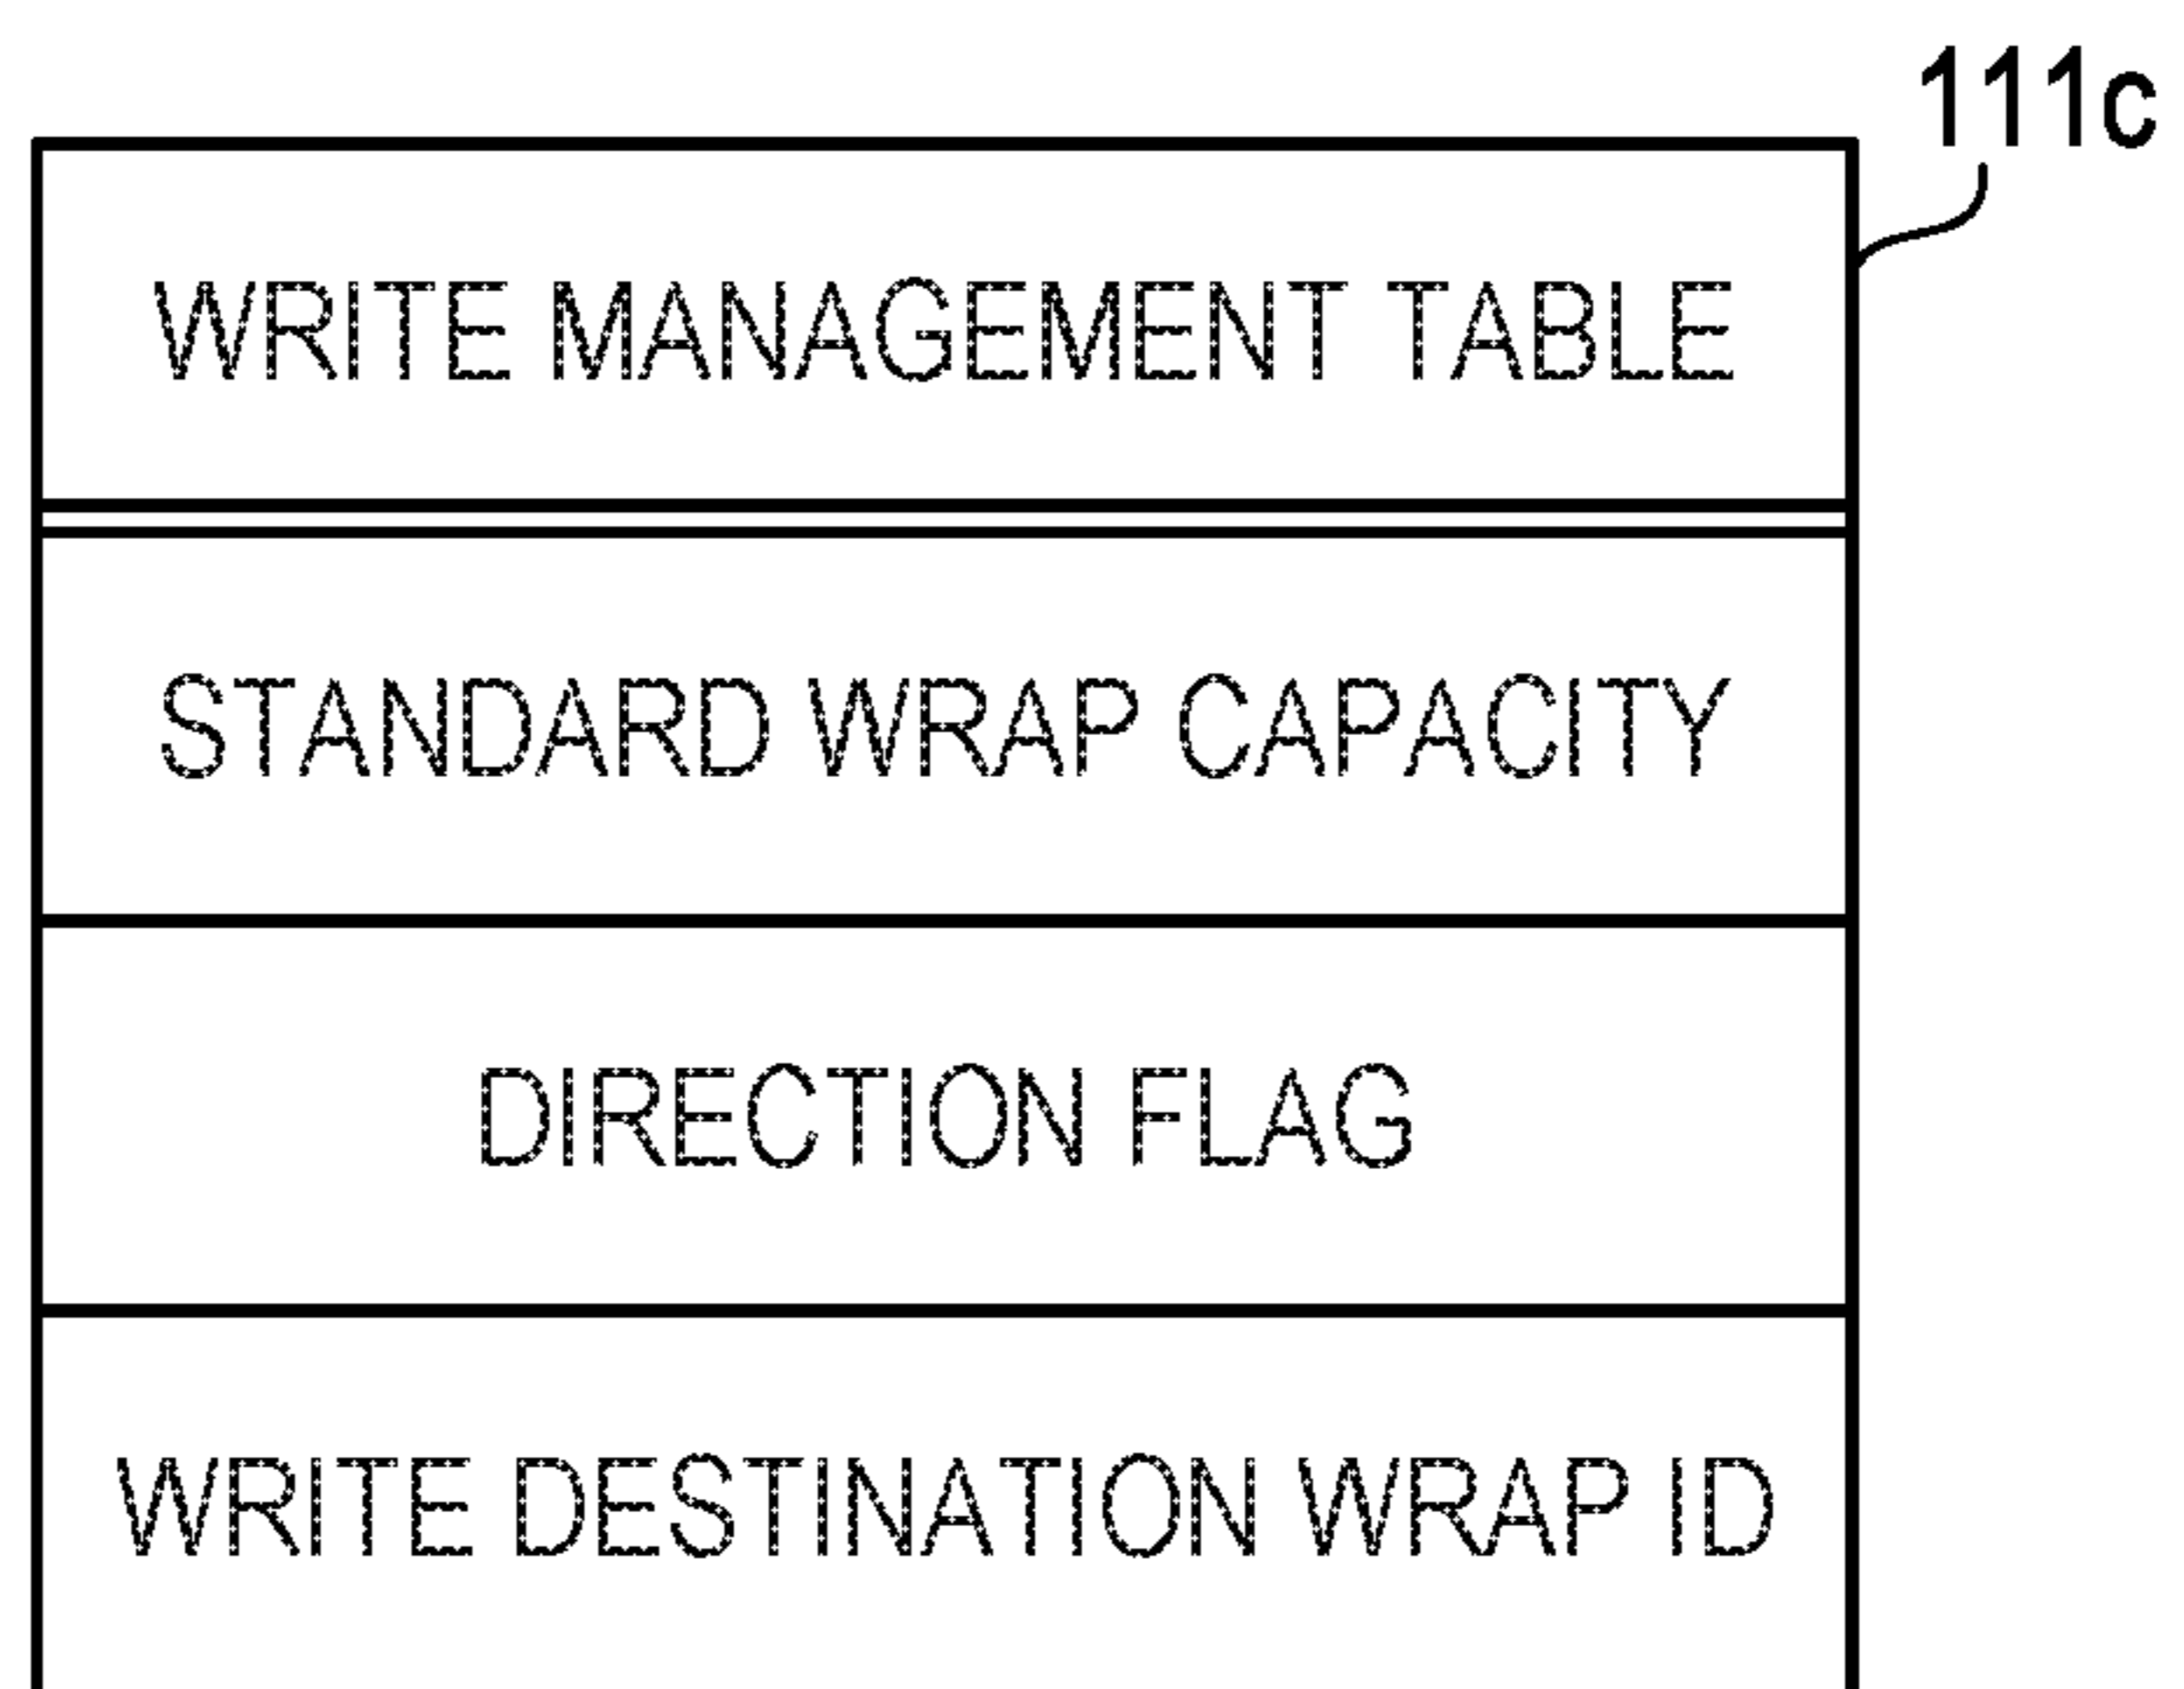 111c
WRITE MANAGEMENT TABLE
STANDARD WRAP CAPACITY
DIRECTION FLAG
WRITE DESTINATION WRAP ID